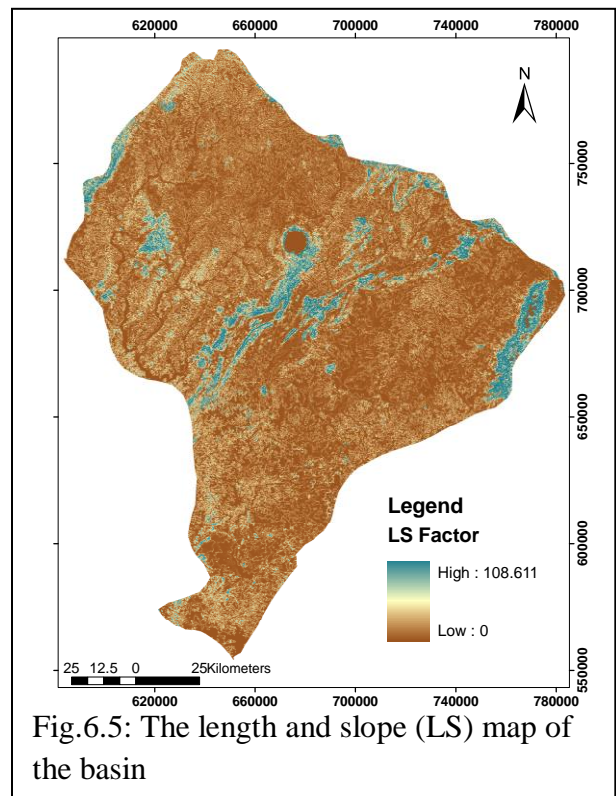 620000 660000 700000 740000 780000
N
750000
700000
650000
600000
550000
Legend
LS Factor
High : 108.611
Low : 0
25 12.5 0 25Kilometers
620000 660000 700000 740000 780000
Fig.6.5: The length and slope (LS) map of
the basin